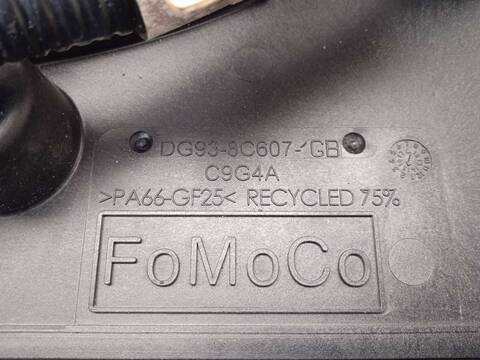 DG93-8C607-GB
C9G4A
>PA66-GF25< RECYCLED 75%
FoMoCo